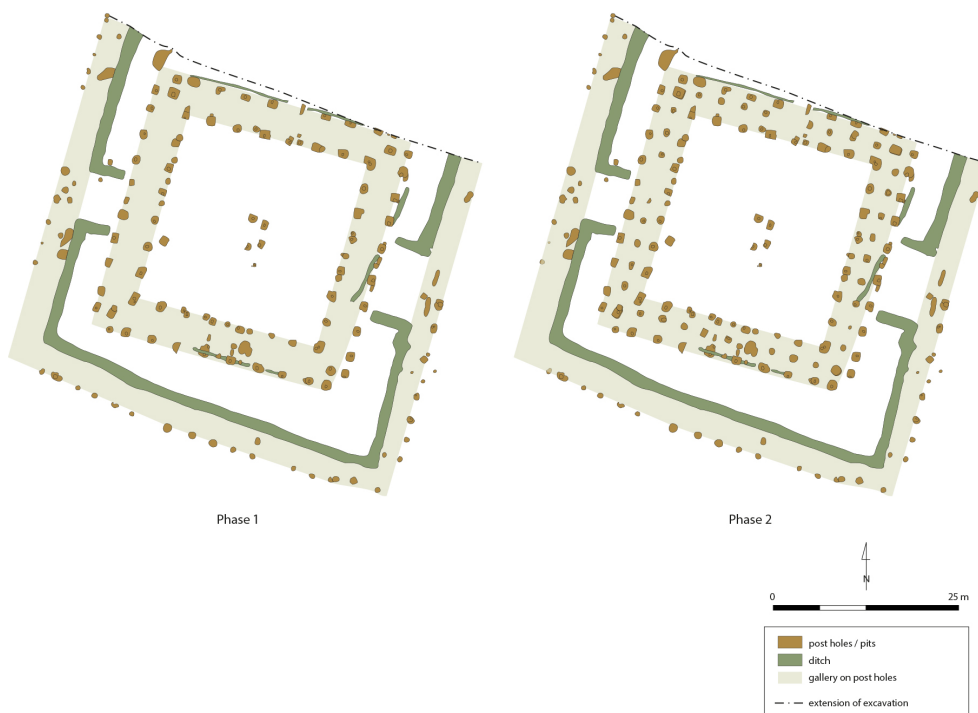 Phase 1
Phase 2
N
0 25 m
post holes / pits
ditch
gallery on post holes
extension of excavation